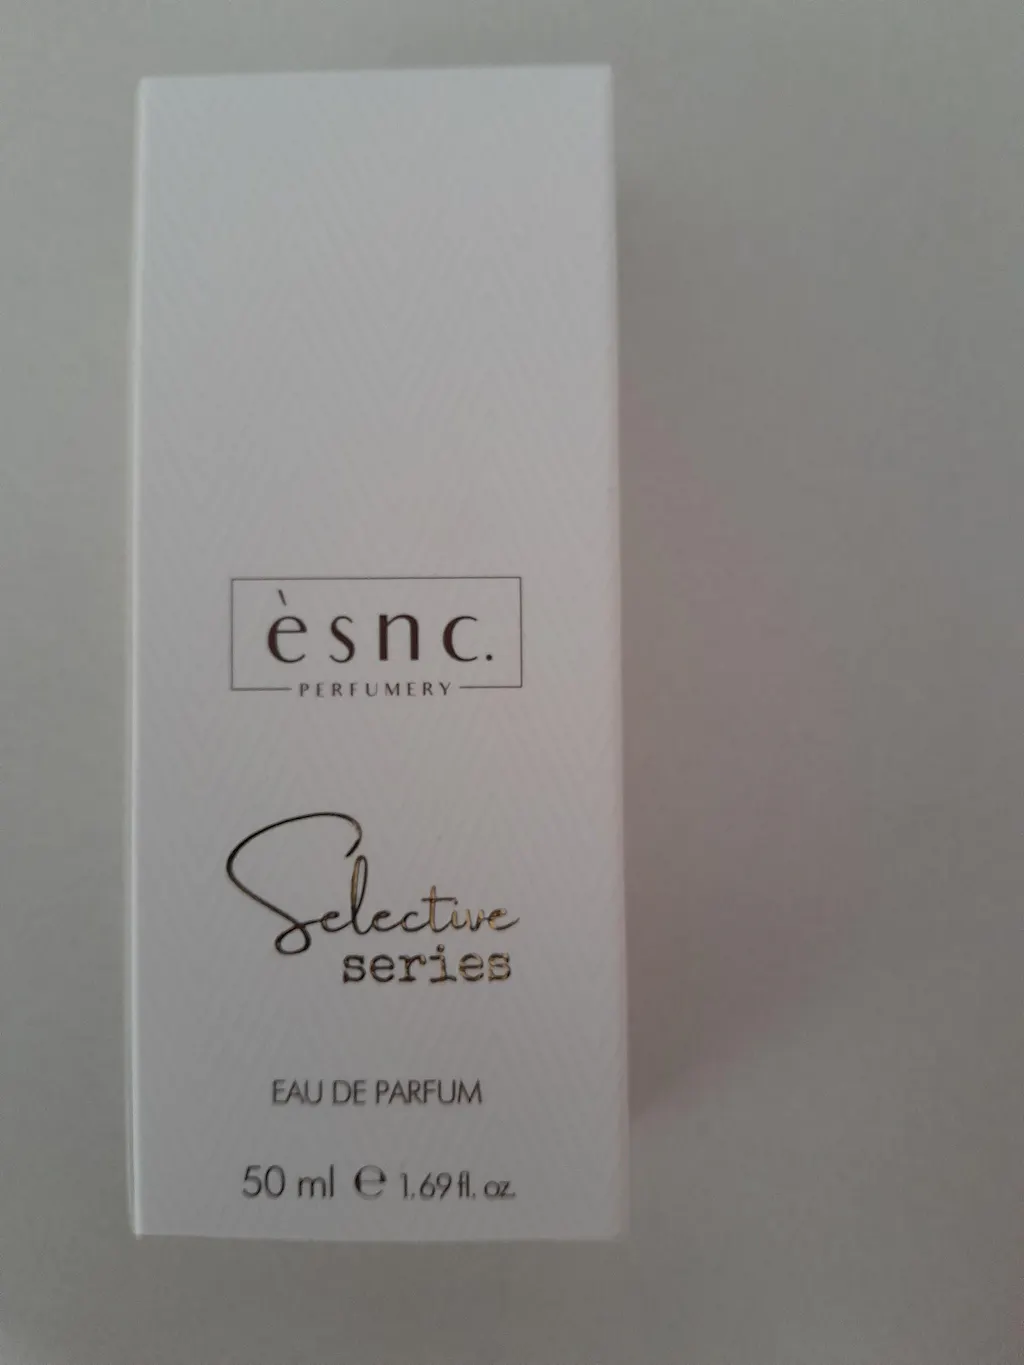 èsnc.
PERFUMERY
Selective
series
EAU DE PARFUM
50 ml ℮ 1.69 fl. oz.